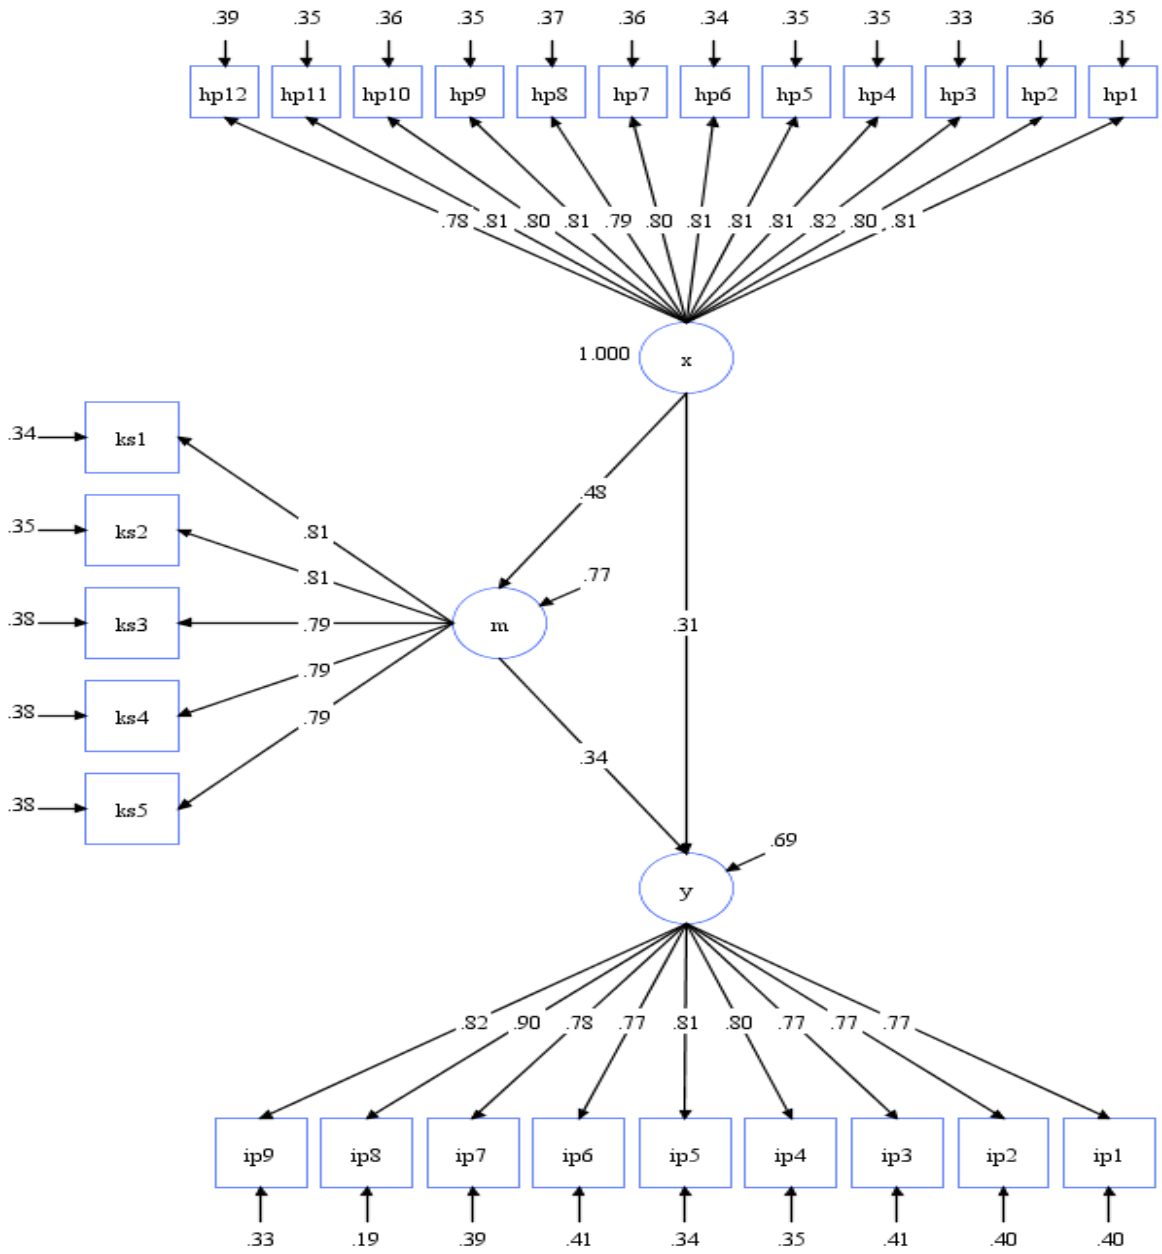 .39 .35 .36 .35 .37 .36 .34 .35 .35 .33 .36 .35
hp12 hp11 hp10 hp9 hp8 hp7 hp6 hp5 hp4 hp3 hp2 hp1
.78 .81 .80 .81 .79 .80 .81 .81 .81 .82 .80 .81
1.000 x
.34 ks1
.48
.35 ks2 .81
.81 .77
.38 ks3 .79 m .31
.79
.38 ks4 .79
.34
.38 ks5
.69
y
.82 .90 .78 .77 .81 .80 .77 .77 .77
ip9 ip8 ip7 ip6 ip5 ip4 ip3 ip2 ip1
.33 .19 .39 .41 .34 .35 .41 .40 .40